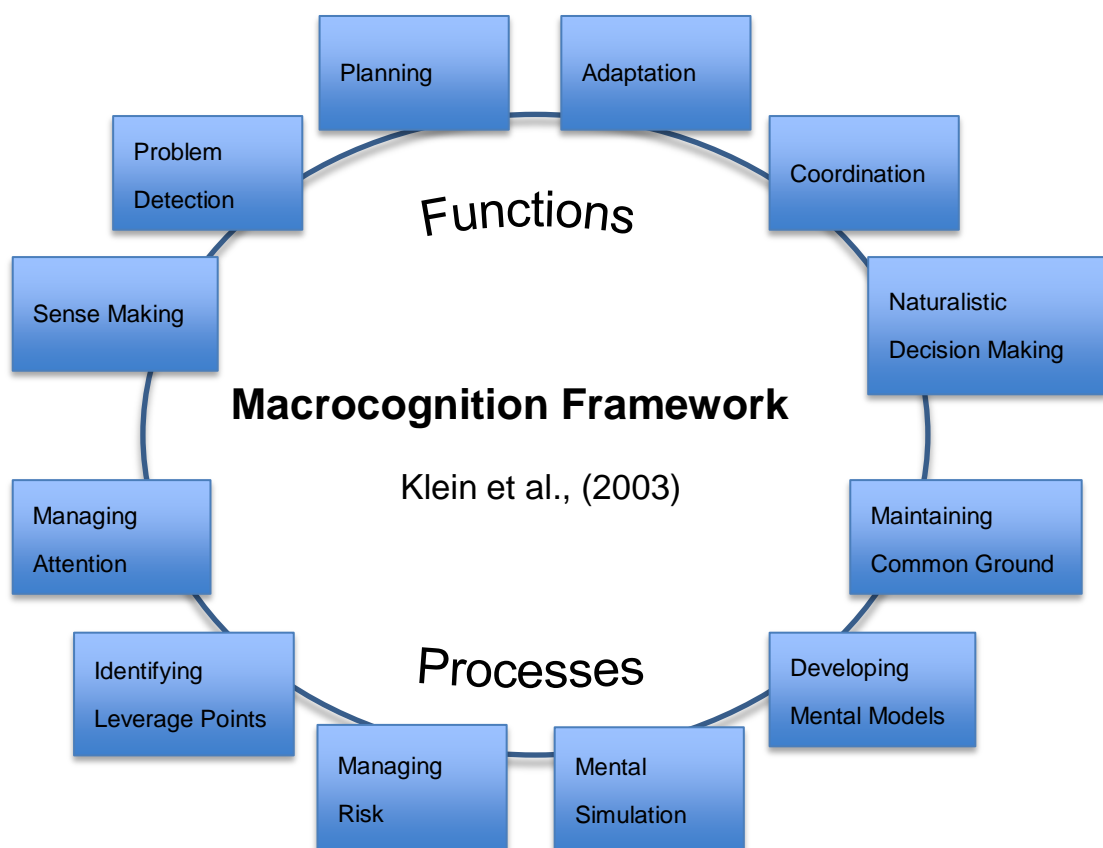 Planning
Adaptation
Problem
Detection
Coordination
Functions
Sense Making
Naturalistic
Decision Making
Macrocognition Framework
Klein et al., (2003)
Managing
Attention
Maintaining
Common Ground
Processes
Identifying
Leverage Points
Developing
Mental Models
Managing
Risk
Mental
Simulation